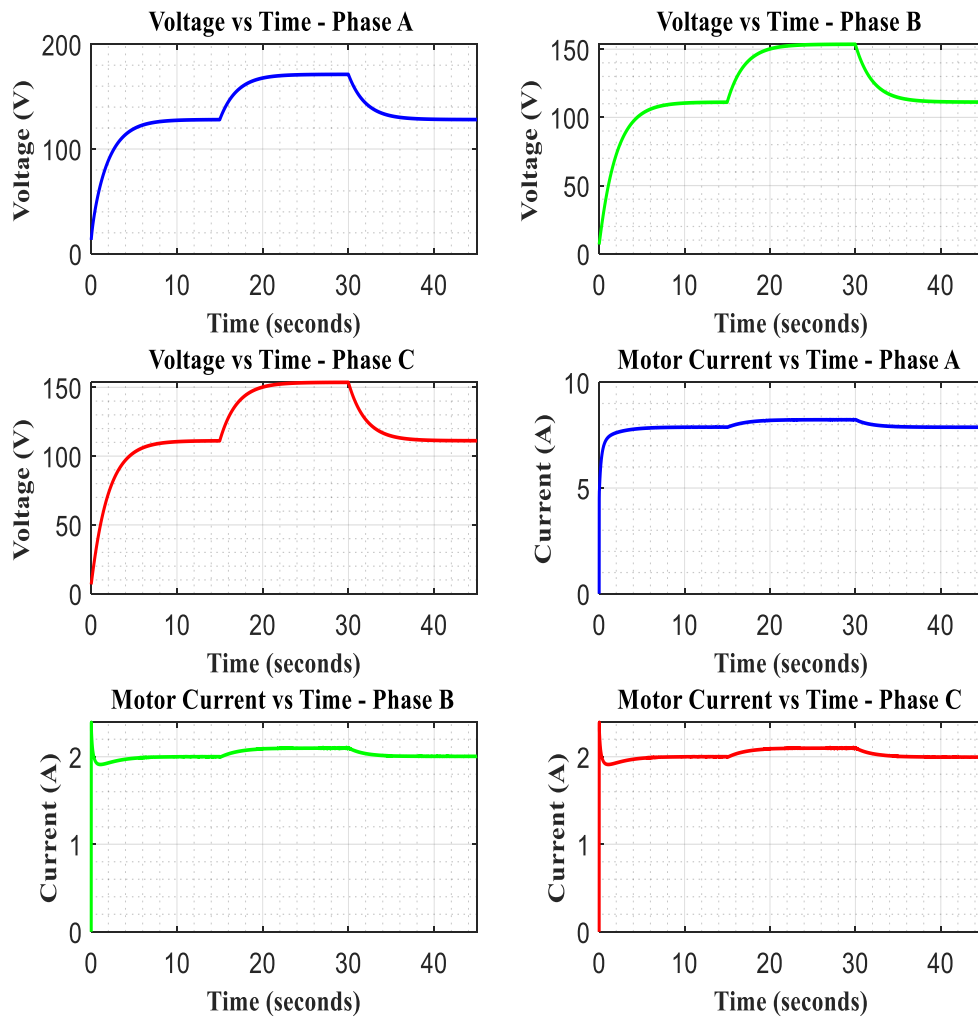 Voltage vs Time - Phase A
200
100
0
Voltage (V)
0 10 20 30 40
Time (seconds)
Voltage vs Time - Phase B
150
100
50
0
Voltage (V)
0 10 20 30 40
Time (seconds)
Voltage vs Time - Phase C
150
100
50
0
Voltage (V)
0 10 20 30 40
Time (seconds)
Motor Current vs Time - Phase A
10
5
0
Current (A)
0 10 20 30 40
Time (seconds)
Motor Current vs Time - Phase B
2
1
0
Current (A)
0 10 20 30 40
Time (seconds)
Motor Current vs Time - Phase C
2
1
0
Current (A)
0 10 20 30 40
Time (seconds)